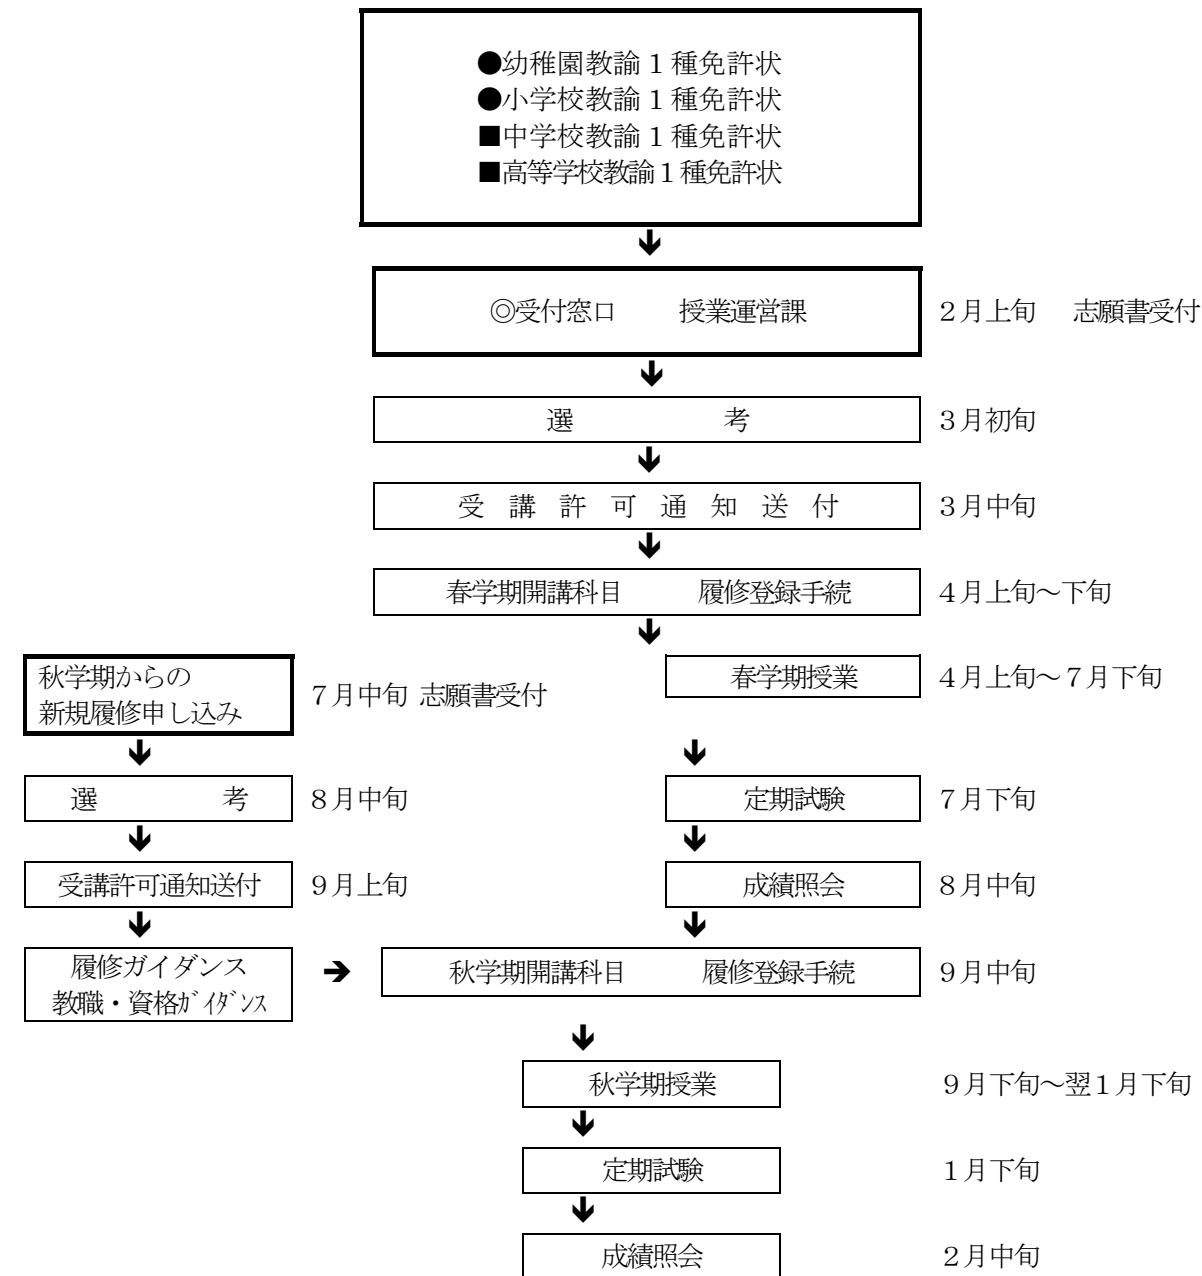 ●幼稚園教諭１種免許状
●小学校教諭１種免許状
■中学校教諭１種免許状
■高等学校教諭１種免許状
◎受付窓口　　授業運営課　２月上旬　志願書受付
選　　考　３月初旬
受講許可通知送付　３月中旬
春学期開講科目　　履修登録手続　４月上旬～下旬
春学期授業　４月上旬～７月下旬
秋学期からの
新規履修申し込み
７月中旬 志願書受付
選　　考　８月中旬
定期試験　７月下旬
受講許可通知送付　９月上旬
成績照会　８月中旬
履修ガイダンス
教職・資格ｶﾞｲﾀﾞﾝｽ
秋学期開講科目　　履修登録手続　９月中旬
秋学期授業　９月下旬～翌１月下旬
定期試験　１月下旬
成績照会　２月中旬